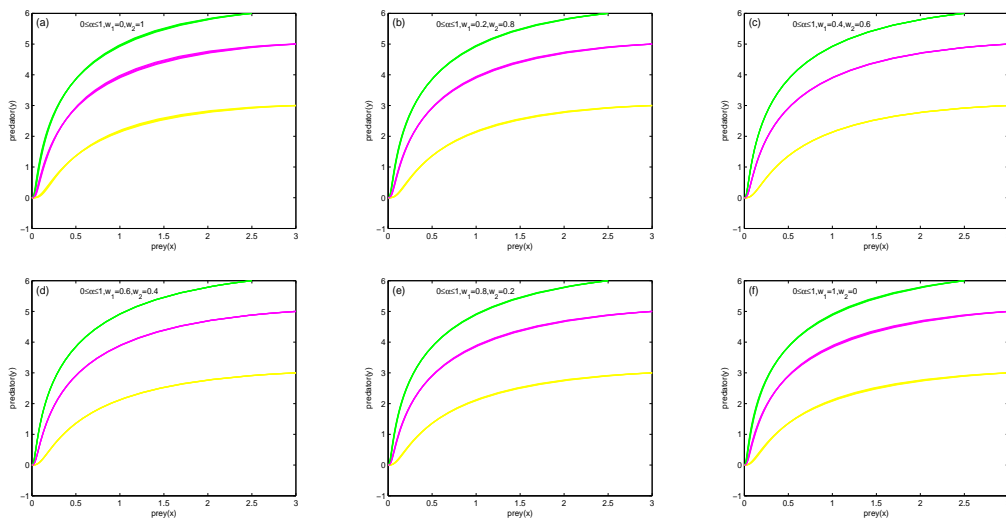 (a) 0≤α≤1,w₁=0,w₂=1
6
5
4
3
2
1
0
−1
predator(y)
0 0.5 1 1.5 2 2.5 3
prey(x)
(b) 0≤α≤1,w₁=0.2,w₂=0.8
6
5
4
3
2
1
0
−1
predator(y)
0 0.5 1 1.5 2 2.5 3
prey(x)
(c) 0≤α≤1,w₁=0.4,w₂=0.6
6
5
4
3
2
1
0
−1
predator(y)
0 0.5 1 1.5 2 2.5
prey(x)
(d) 0≤α≤1,w₁=0.6,w₂=0.4
6
5
4
3
2
1
0
−1
predator(y)
0 0.5 1 1.5 2 2.5 3
prey(x)
(e) 0≤α≤1,w₁=0.8,w₂=0.2
6
5
4
3
2
1
0
−1
predator(y)
0 0.5 1 1.5 2 2.5 3
prey(x)
(f) 0≤α≤1,w₁=1,w₂=0
6
5
4
3
2
1
0
−1
predator(y)
0 0.5 1 1.5 2 2.5
prey(x)